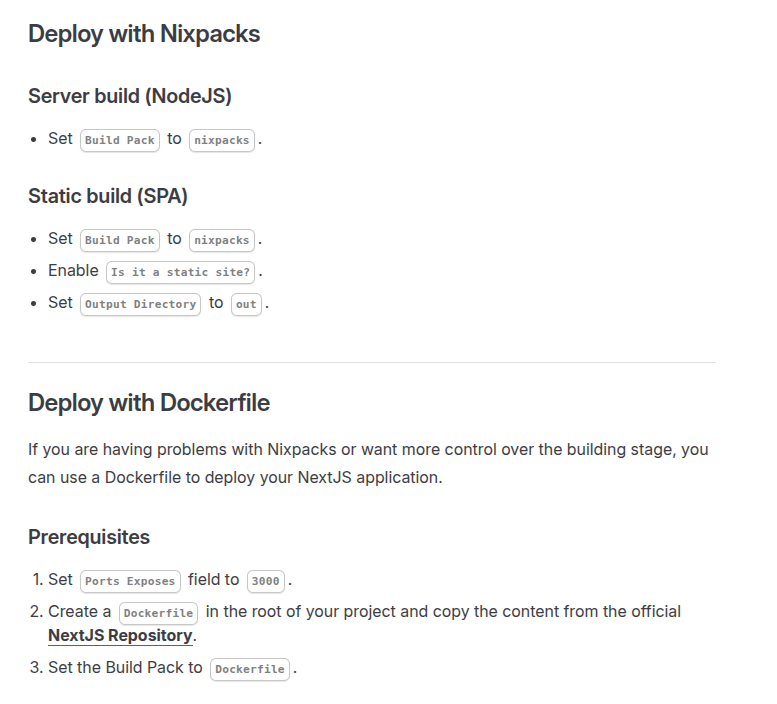 Deploy with Nixpacks
Server build (NodeJS)
• Set Build Pack to nixpacks.
Static build (SPA)
• Set Build Pack to nixpacks.
• Enable Is it a static site?.
• Set Output Directory to out.
Deploy with Dockerfile
If you are having problems with Nixpacks or want more control over the building stage, you
can use a Dockerfile to deploy your NextJS application.
Prerequisites
1. Set Ports Exposes field to 3000.
2. Create a Dockerfile in the root of your project and copy the content from the official
NextJS Repository.
3. Set the Build Pack to Dockerfile.